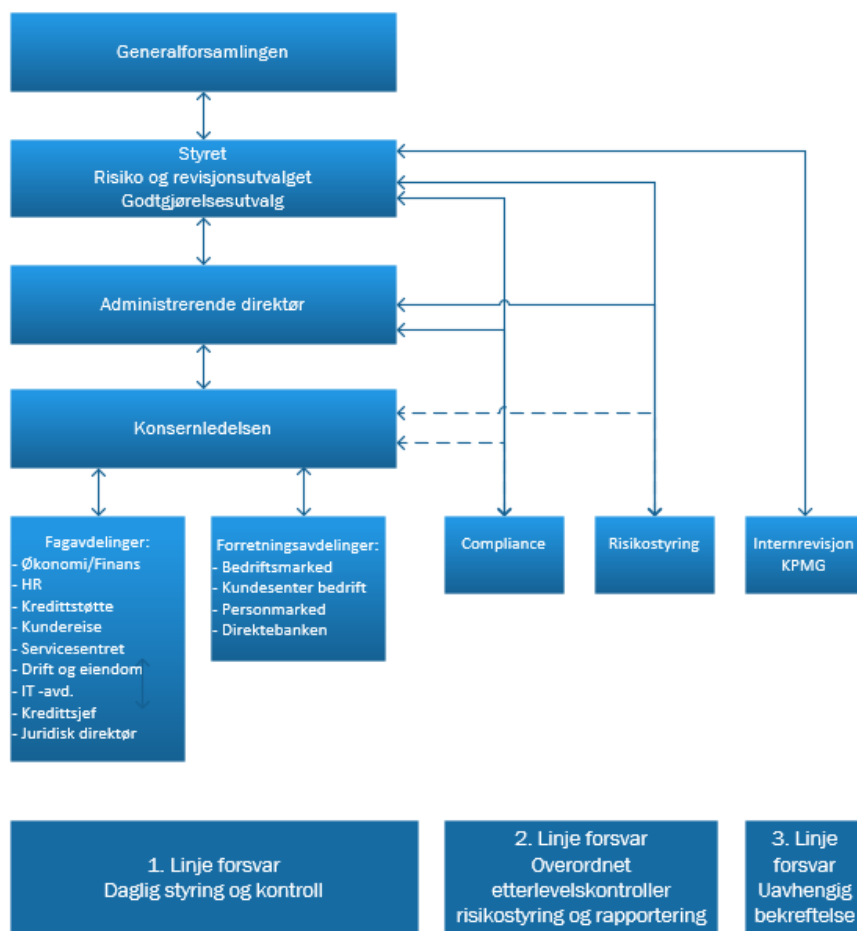 Generalforsamlingen
Styret
Risiko og revisjonsutvalget
Godtgjørelsesutvalg
Administrerende direktør
Konsernledelsen
Fagavdelinger:
- Økonomi/Finans
- HR
- Kredittstøtte
- Kundereise
- Servicesentret
- Drift og eiendom
- IT -avd.
- Kredittsjef
- Juridisk direktør
Forretningsavdelinger:
- Bedriftsmarked
- Kundesenter bedrift
- Personmarked
- Direktebanken
Compliance
Risikostyring
Internrevisjon
KPMG
1. Linje forsvar
Daglig styring og kontroll
2. Linje forsvar
Overordnet
etterlevelskontroller
risikostyring og rapportering
3. Linje
forsvar
Uavhengig
bekreftelse